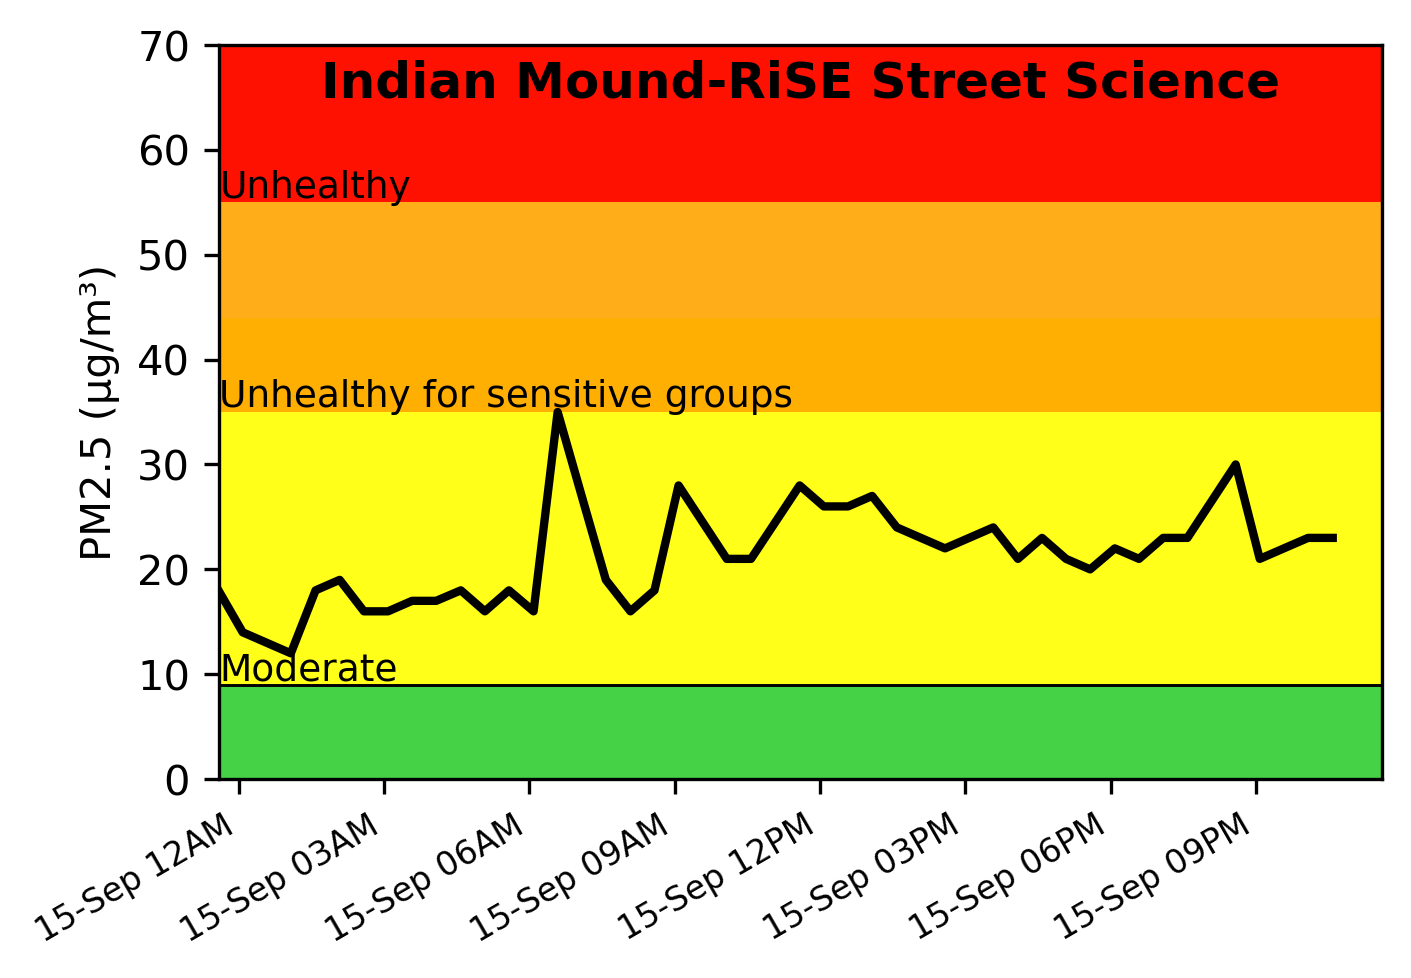 Indian Mound-RiSE Street Science
70
60
50
40
30
20
10
0
PM2.5 (µg/m³)
Unhealthy
Unhealthy for sensitive groups
Moderate
15-Sep 12AM
15-Sep 03AM
15-Sep 06AM
15-Sep 09AM
15-Sep 12PM
15-Sep 03PM
15-Sep 06PM
15-Sep 09PM